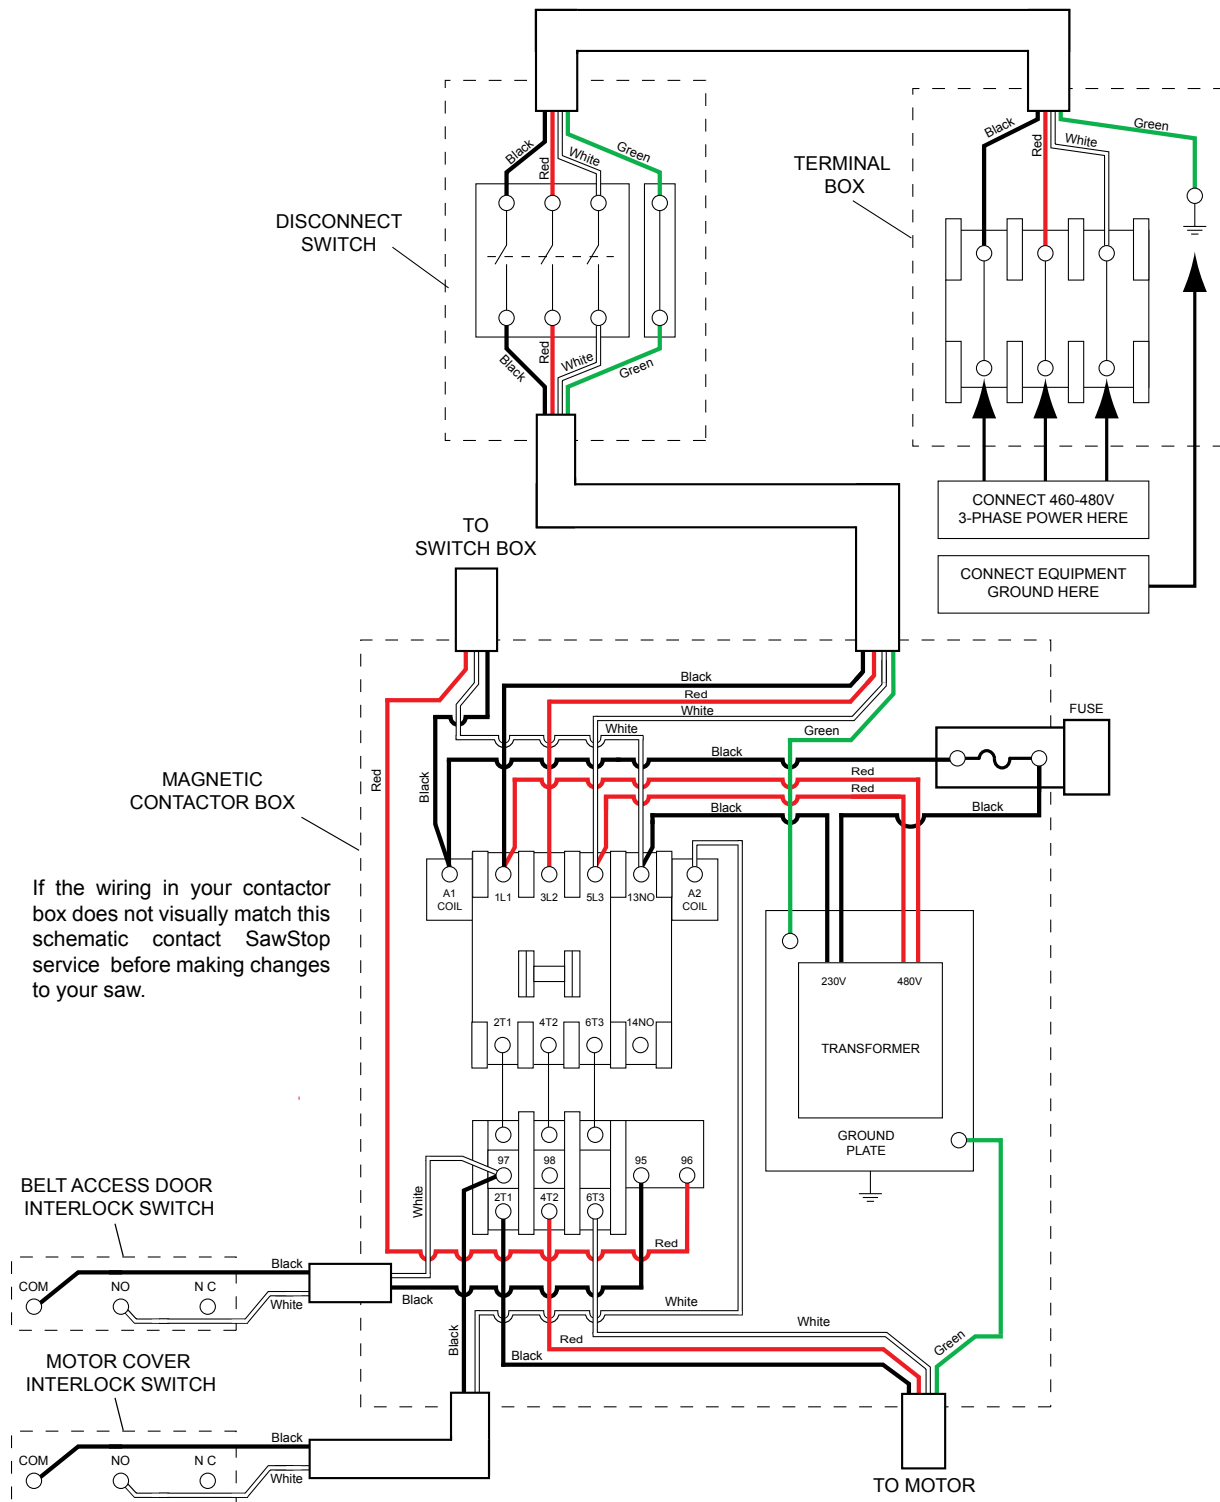 Black
Red
White
Green
DISCONNECT
SWITCH
Black
Red
White
Green
TERMINAL
BOX
Black
Red
White
Green
CONNECT 460-480V
3-PHASE POWER HERE
CONNECT EQUIPMENT
GROUND HERE
TO
SWITCH BOX
Black
Red
White
White
Green
FUSE
Black
Red
Red
Black
Black
Red
Black
MAGNETIC
CONTACTOR BOX
If the wiring in your contactor
box does not visually match this
schematic contact SawStop
service before making changes
to your saw.
A1
COIL
1L1
3L2
5L3
13NO
A2
COIL
2T1
4T2
6T3
14NO
230V
480V
TRANSFORMER
GROUND
PLATE
97
98
95
96
2T1
4T2
6T3
White
Red
BELT ACCESS DOOR
INTERLOCK SWITCH
COM
NO
N C
Black
White
Black
White
Black
White
Red
Black
Green
MOTOR COVER
INTERLOCK SWITCH
COM
NO
N C
Black
White
TO MOTOR